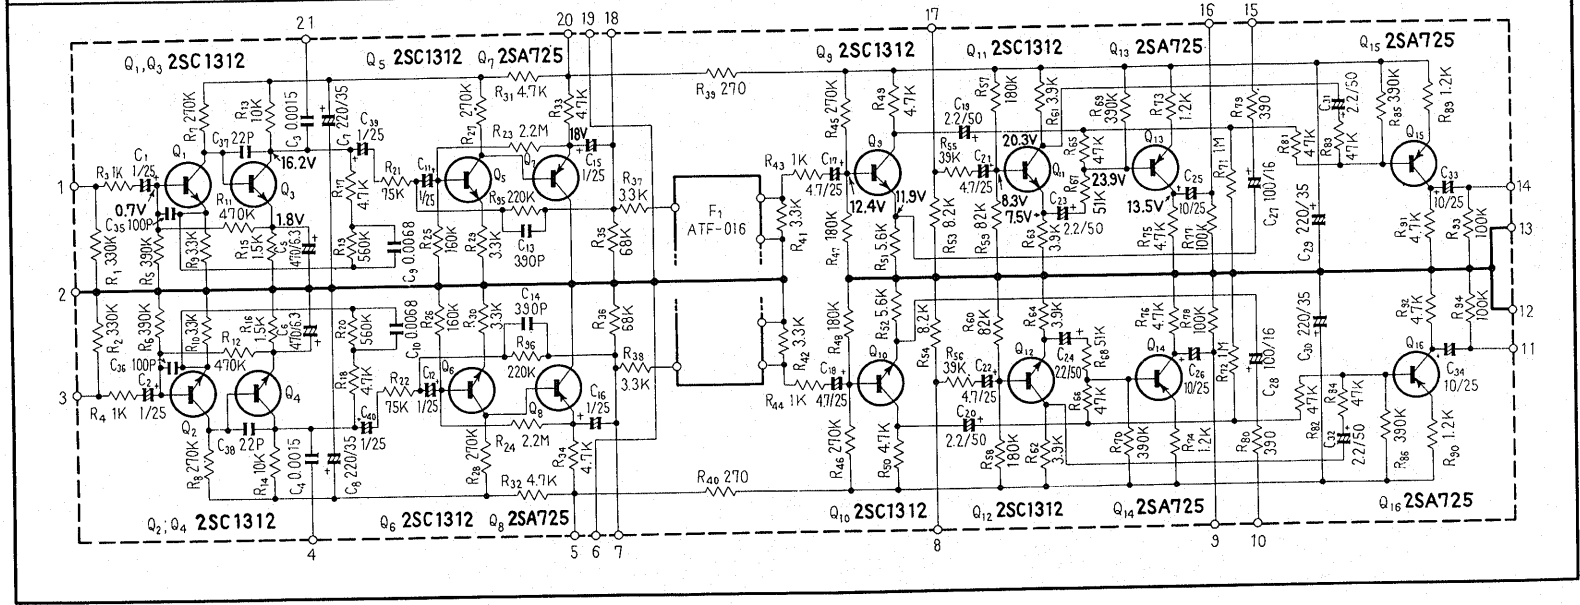 21
20 19 18
17
16 15
Q1, Q3 2SC1312
Q5 2SC1312 Q7 2SA725
Q9 2SC1312
Q11 2SC1312
Q13 2SA725
Q15 2SA725
R7 270K
R13 10K
C3 0.0015
C7 220/35
C39 1/25
R27 270K
R31 4.7K
R33 4.7K
R23 2.2M
R39 270
R45 270K
R49 4.7K
C19 2.2/50
R57 180K
R61 3.9K
R69 390K
R73 1.2K
R79 390
C31 2.2/50
R85 390K
R89 1.2K
C37 22P
Q1
Q3
16.2V
18V
Q5
Q7
C15 1/25
Q9
20.3V
Q11
R65 47K
Q13
R71 1M
R81 47K
R83 47K
Q15
1
R3 1K
C1 1/25
0.7V
R11 470K
1.8V
R17 4.7K
R21 75K
C11 1/25
R95 220K
C13 390P
R37 3.3K
F1
ATF-016
R43 1K
C17 4.7/25
12.4V
11.9V
R55 39K
C21 4.7/25
8.3V
7.5V
C23 2.2/50
R67 51K
23.9V
13.5V
C25 10/25
C27 100/16
C29 220/35
C33 10/25
14
C35 100P
R1 330K
R5 390K
R9 3.3K
R15 1.5K
C5 470/6.3
R19 560K
C9 0.0068
R25 160K
R29 3.3K
R35 68K
R41 3.3K
R47 180K
R51 5.6K
R53 8.2K
R59 82K
R63 3.9K
R75 4.7K
R77 100K
R91 4.7K
R93 100K
13
2
R2 330K
R6 390K
R10 3.3K
R12 470K
R16 1.5K
C6 470/6.3
R20 560K
C10 0.0068
R26 160K
R30 3.3K
C14 390P
R96 220K
R36 68K
R38 3.3K
R42 3.3K
R48 180K
R52 5.6K
R54 8.2K
R60 82K
R64 3.9K
C24 22/50
R68 51K
R76 4.7K
R78 100K
R72 1M
C28 100/16
C30 220/35
R92 4.7K
R94 100K
12
11
3
R4 1K
C36 100P
C2 1/25
Q2
Q4
R18 4.7K
R22 75K
C12 1/25
Q6
Q8
C16 1/25
R44 1K
C18 4.7/25
Q10
R56 39K
C22 4.7/25
Q12
R66 47K
Q14
C26 10/25
R82 47K
R84 47K
Q16
C34 10/25
C38 22P
R8 270K
R14 10K
C4 0.0015
C8 220/35
C40 1/25
R28 270K
R24 2.2M
R32 4.7K
R34 4.7K
R40 270
R46 270K
R50 4.7K
C20 2.2/50
R58 180K
R62 3.9K
R70 390K
R74 1.2K
R80 390
C32 2.2/50
R86 390K
R90 1.2K
Q2; Q4 2SC1312
Q6 2SC1312 Q8 2SA725
Q10 2SC1312
Q12 2SC1312
Q14 2SA725
Q16 2SA725
4
5 6 7
8
9 10